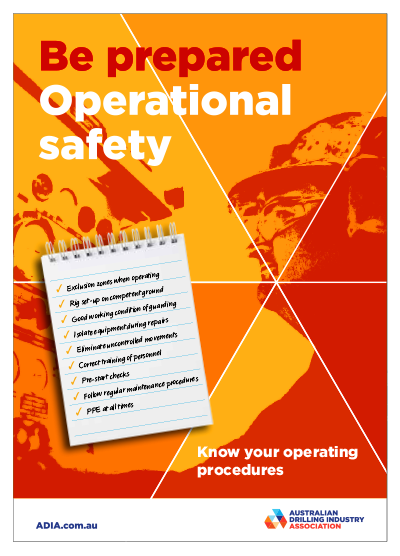 Be prepared
Operational
safety
✓ Exclusion zones when operating
✓ Rig set-up on competent ground
✓ Good working condition of guarding
✓ Isolate equipment during repairs
✓ Eliminate uncontrolled movements
✓ Correct training of personnel
✓ Pre-start checks
✓ Follow regular maintenance procedures
✓ PPE at all times
Know your operating
procedures
ADIA.com.au
AUSTRALIAN
DRILLING INDUSTRY
ASSOCIATION